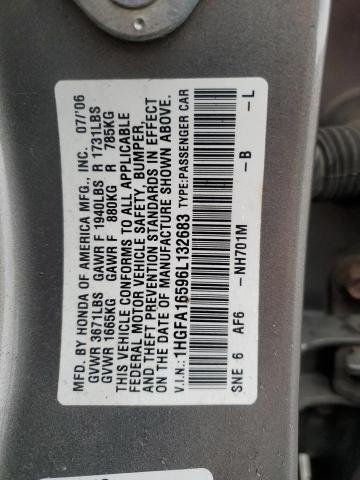 MFD. BY HONDA OF AMERICA MFG., INC. 07/'06
GVWR 3671LBS GAWR F 1940LBS R 1731LBS
GVWR 1665KG GAWR F 880KG R 785KG
THIS VEHICLE CONFORMS TO ALL APPLICABLE
FEDERAL MOTOR VEHICLE SAFETY, BUMPER,
AND THEFT PREVENTION STANDARDS IN EFFECT
ON THE DATE OF MANUFACTURE SHOWN ABOVE.
V.I.N.:1HGFA16596L132683 TYPE:PASSENGER CAR
SNE 6 AF6 -NH701M -B -L